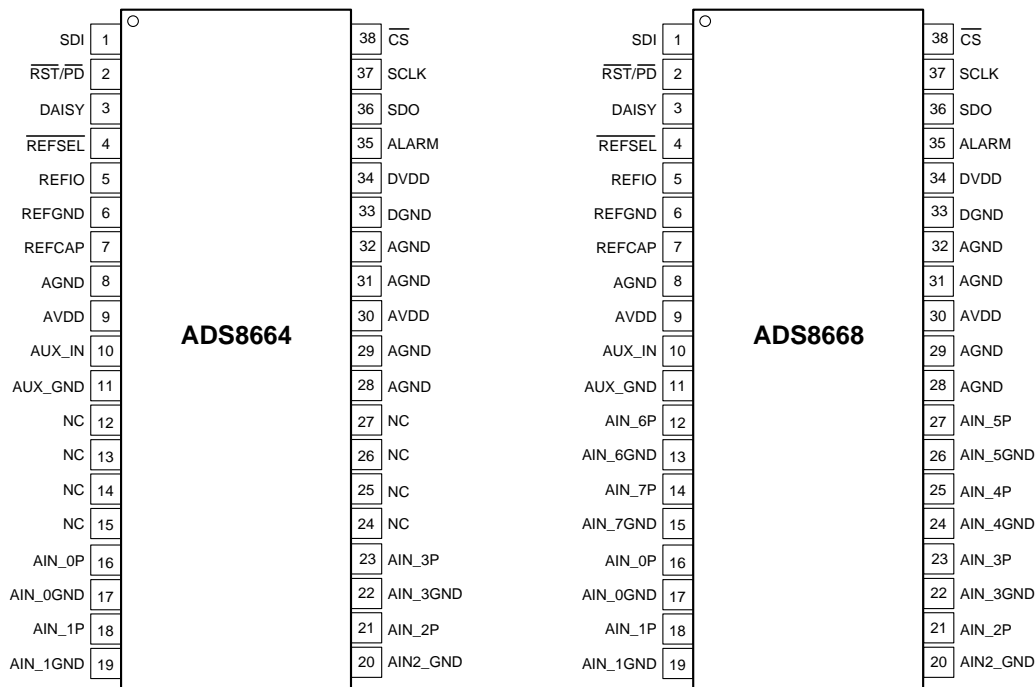 SDI 1 38 CS SDI 1 38 CS
RST/PD 2 37 SCLK RST/PD 2 37 SCLK
DAISY 3 36 SDO DAISY 3 36 SDO
REFSEL 4 35 ALARM REFSEL 4 35 ALARM
REFIO 5 34 DVDD REFIO 5 34 DVDD
REFGND 6 33 DGND REFGND 6 33 DGND
REFCAP 7 32 AGND REFCAP 7 32 AGND
AGND 8 31 AGND AGND 8 31 AGND
AVDD 9 30 AVDD AVDD 9 30 AVDD
ADS8664 ADS8668
AUX_IN 10 29 AGND AUX_IN 10 29 AGND
AUX_GND 11 28 AGND AUX_GND 11 28 AGND
NC 12 27 NC AIN_6P 12 27 AIN_5P
NC 13 26 NC AIN_6GND 13 26 AIN_5GND
NC 14 25 NC AIN_7P 14 25 AIN_4P
NC 15 24 NC AIN_7GND 15 24 AIN_4GND
AIN_0P 16 23 AIN_3P AIN_0P 16 23 AIN_3P
AIN_0GND 17 22 AIN_3GND AIN_0GND 17 22 AIN_3GND
AIN_1P 18 21 AIN_2P AIN_1P 18 21 AIN_2P
AIN_1GND 19 20 AIN2_GND AIN_1GND 19 20 AIN2_GND